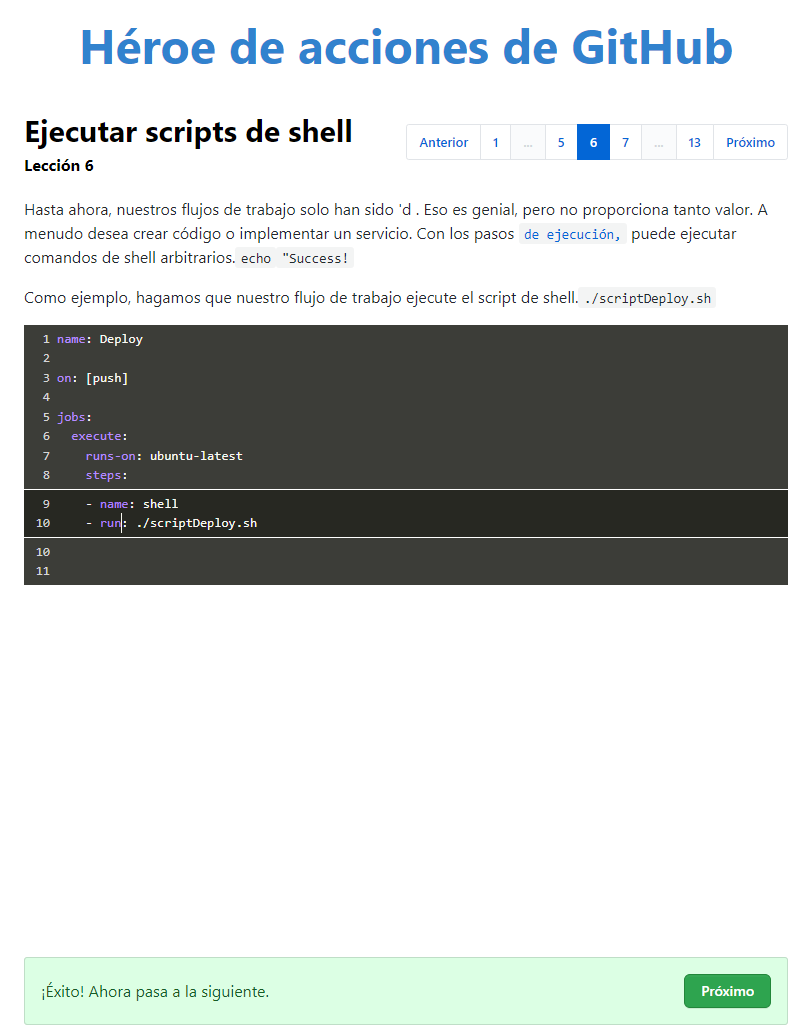 Héroe de acciones de GitHub
Ejecutar scripts de shell
Anterior 1 ... 5 6 7 ... 13 Próximo
Lección 6
Hasta ahora, nuestros flujos de trabajo solo han sido 'd . Eso es genial, pero no proporciona tanto valor. A
menudo desea crear código o implementar un servicio. Con los pasos de ejecución, puede ejecutar
comandos de shell arbitrarios. echo "Success!
Como ejemplo, hagamos que nuestro flujo de trabajo ejecute el script de shell. ./scriptDeploy.sh
1 name: Deploy
2
3 on: [push]
4
5 jobs:
6   execute:
7     runs-on: ubuntu-latest
8     steps:
9     - name: shell
10     - run: ./scriptDeploy.sh
10
11
¡Éxito! Ahora pasa a la siguiente.
Próximo